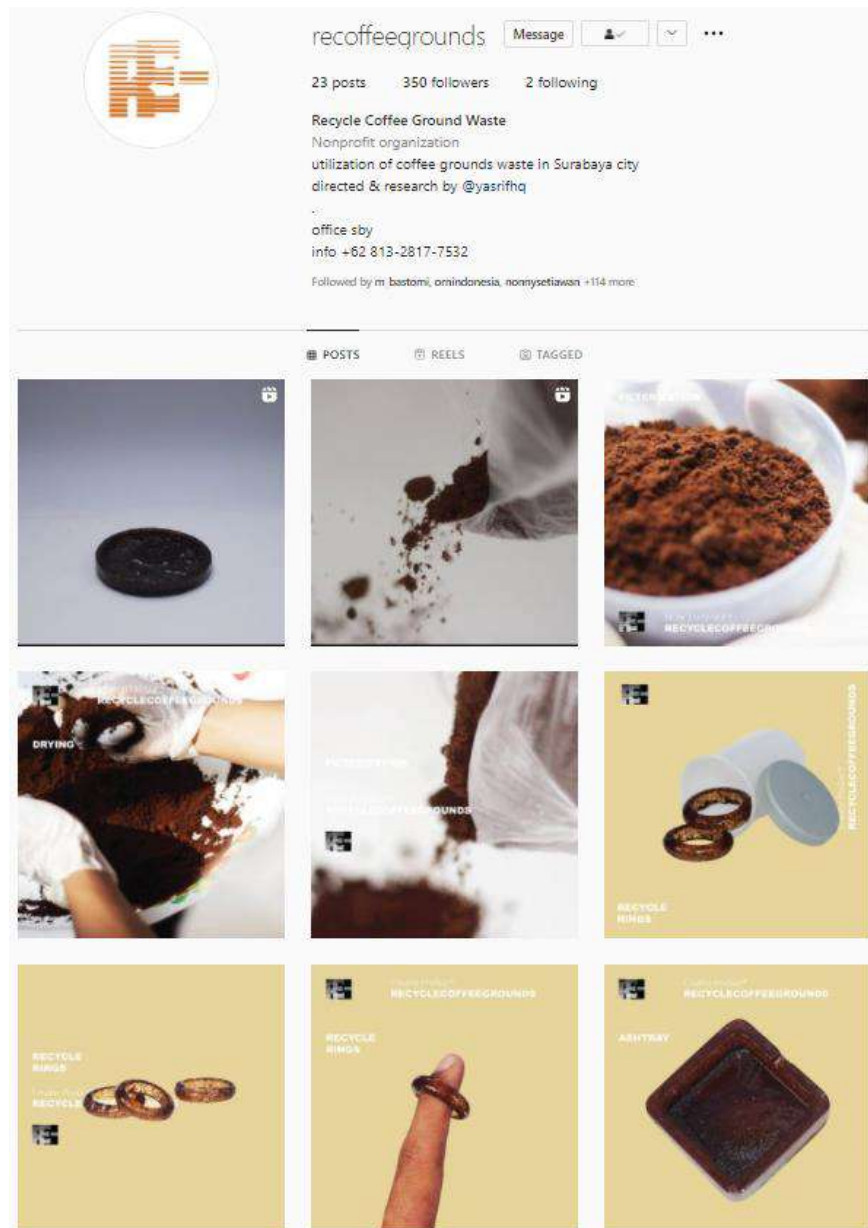 recoffeegrounds Message
23 posts 350 followers 2 following
Recycle Coffee Ground Waste
Nonprofit organization
utilization of coffee grounds waste in Surabaya city
directed & research by @yasrifhq
.
office sby
info +62 813-2817-7532
Followed by m_bastomi, ornindonesia, nonnysetiawan +114 more
POSTS REELS TAGGED
RECYCLECOFFEEGROUNDS
RECYCLECOFFEEGROUNDS
DRYING
RECYCLECOFFEEGROUNDS
RECYCLE
RINGS
RECYCLE
RINGS
RECYCLE
RECYCLECOFFEEGROUNDS
RECYCLE
RINGS
RECYCLECOFFEEGROUNDS
ASHTRAY